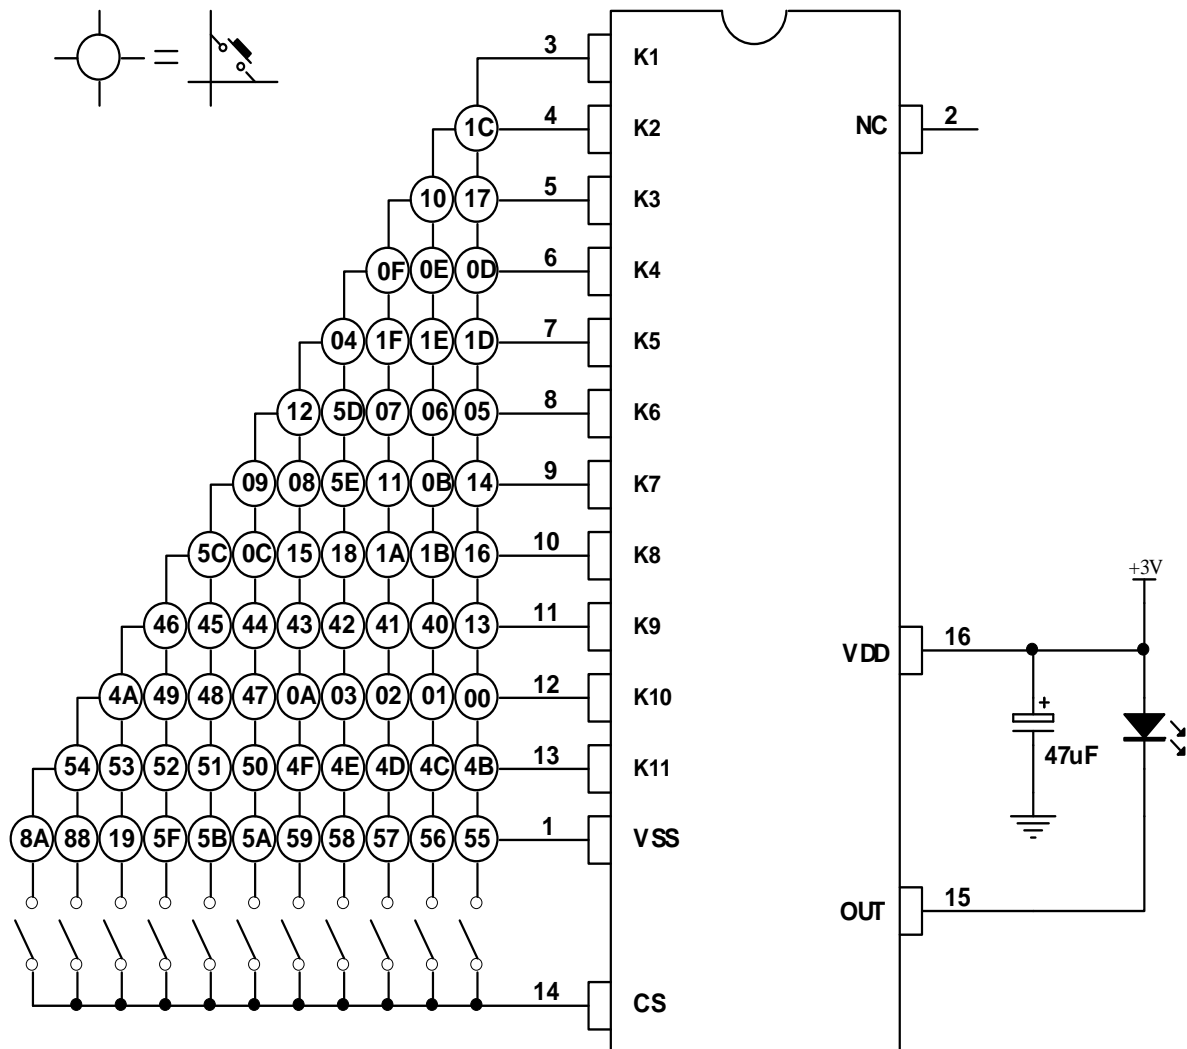 3 K1
1C 4 K2 NC 2
10 17 5 K3
0F 0E 0D 6 K4
04 1F 1E 1D 7 K5
12 5D 07 06 05 8 K6
09 08 5E 11 0B 14 9 K7
5C 0C 15 18 1A 1B 16 10 K8
+3V
46 45 44 43 42 41 40 13 11 K9
VDD 16
4A 49 48 47 0A 03 02 01 00 12 K10
+
47uF
54 53 52 51 50 4F 4E 4D 4C 4B 13 K11
8A 88 19 5F 5B 5A 59 58 57 56 55 1 VSS
OUT 15
14 CS